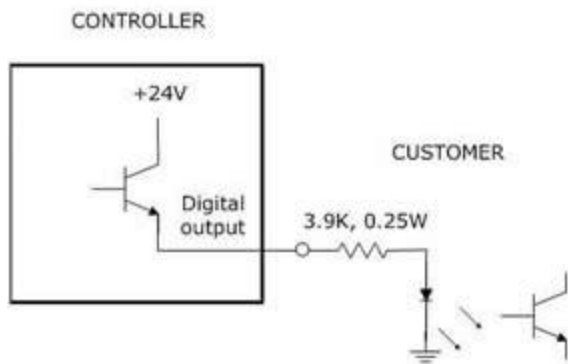 CONTROLLER
+24V
CUSTOMER
Digital
output
3.9K, 0.25W